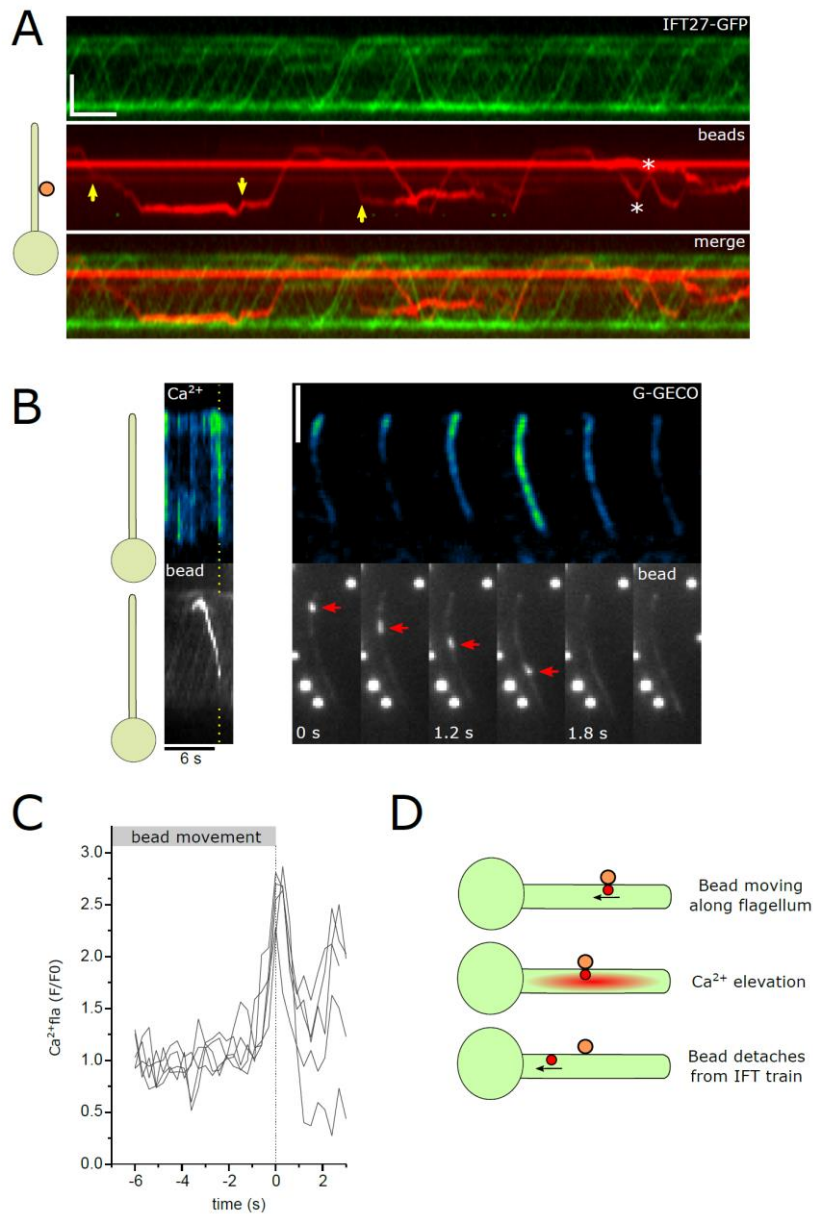 A
IFT27-GFP
beads
*
*
merge
B
Ca²⁺
G-GECO
bead
bead
0 s
1.2 s
1.8 s
6 s
C
D
bead movement
3.0
2.5
2.0
1.5
1.0
0.5
0.0
Ca²⁺fla (F/F0)
-6
-4
-2
0
2
time (s)
Bead moving
along flagellum
Ca²⁺ elevation
Bead detaches
from IFT train